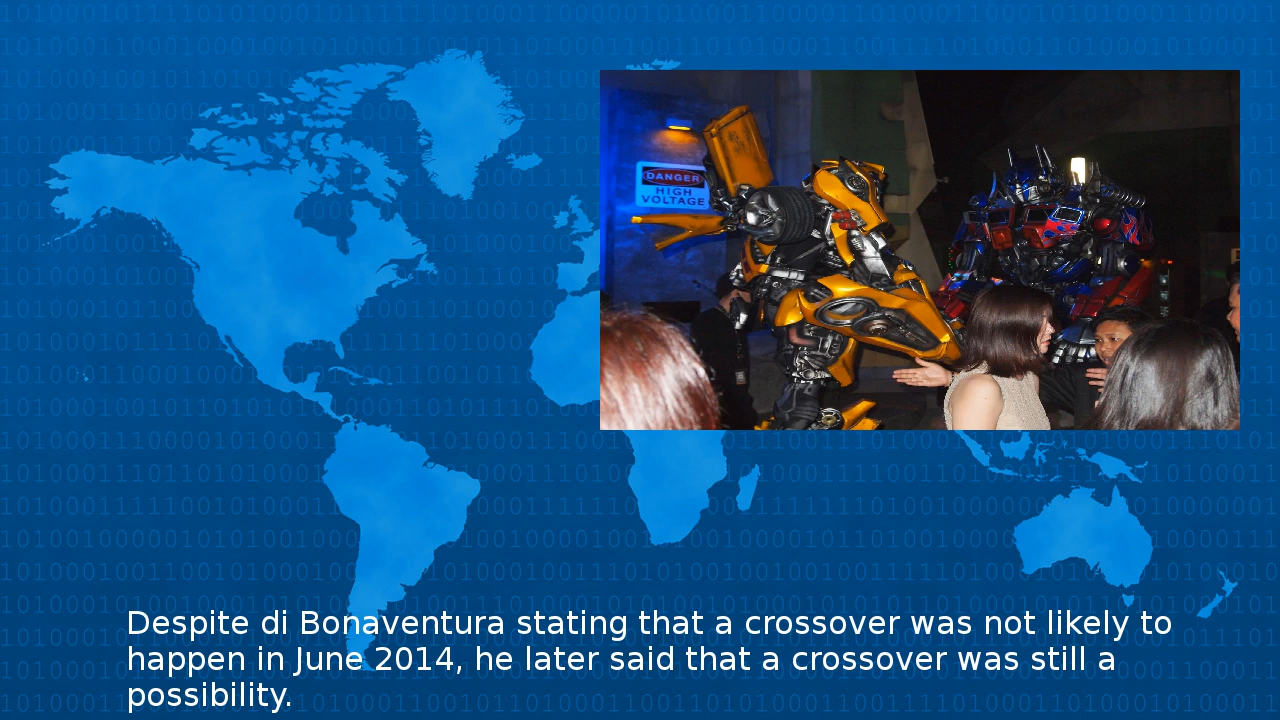 DANGER
HIGH
VOLTAGE
Despite di Bonaventura stating that a crossover was not likely to
happen in June 2014, he later said that a crossover was still a
possibility.